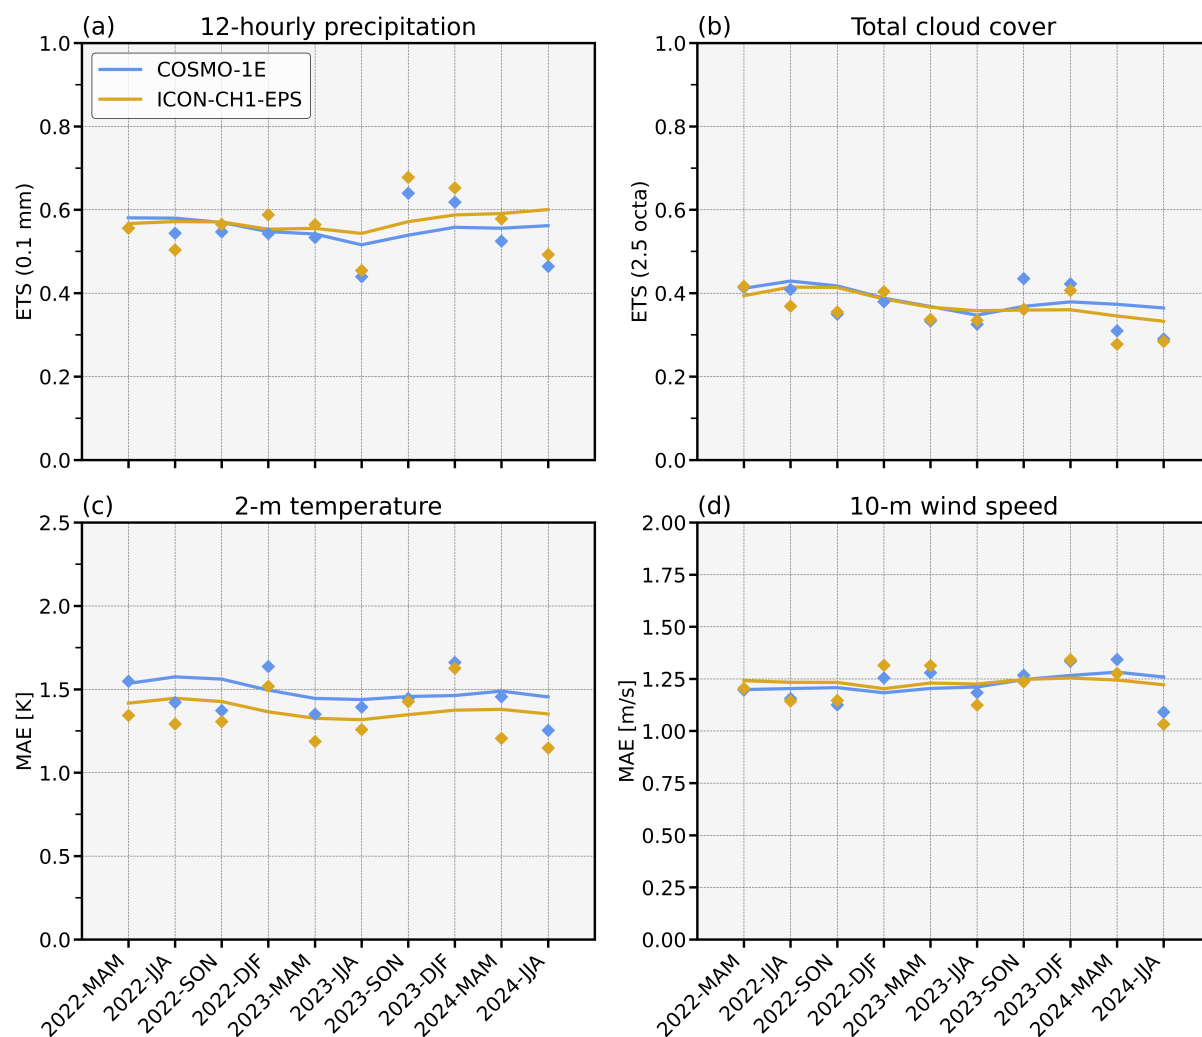 (a) 12-hourly precipitation
1.0
0.8
0.6
0.4
0.2
0.0
ETS (0.1 mm)
COSMO-1E
ICON-CH1-EPS
(b) Total cloud cover
1.0
0.8
0.6
0.4
0.2
0.0
ETS (2.5 octa)
(c) 2-m temperature
2.5
2.0
1.5
1.0
0.5
0.0
MAE [K]
2022-MAM
2022-JJA
2022-SON
2022-DJF
2023-MAM
2023-JJA
2023-SON
2023-DJF
2024-MAM
2024-JJA
(d) 10-m wind speed
2.00
1.75
1.50
1.25
1.00
0.75
0.50
0.25
0.00
MAE [m/s]
2022-MAM
2022-JJA
2022-SON
2022-DJF
2023-MAM
2023-JJA
2023-SON
2023-DJF
2024-MAM
2024-JJA